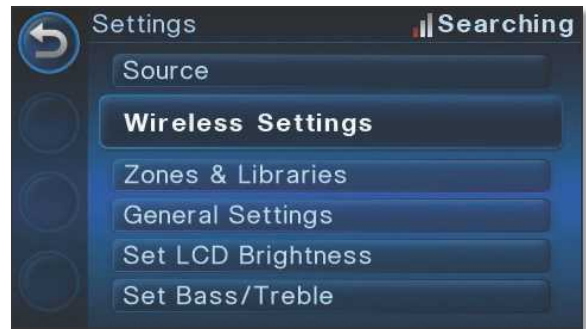 Settings
Searching
Source
Wireless Settings
Zones & Libraries
General Settings
Set LCD Brightness
Set Bass/Treble